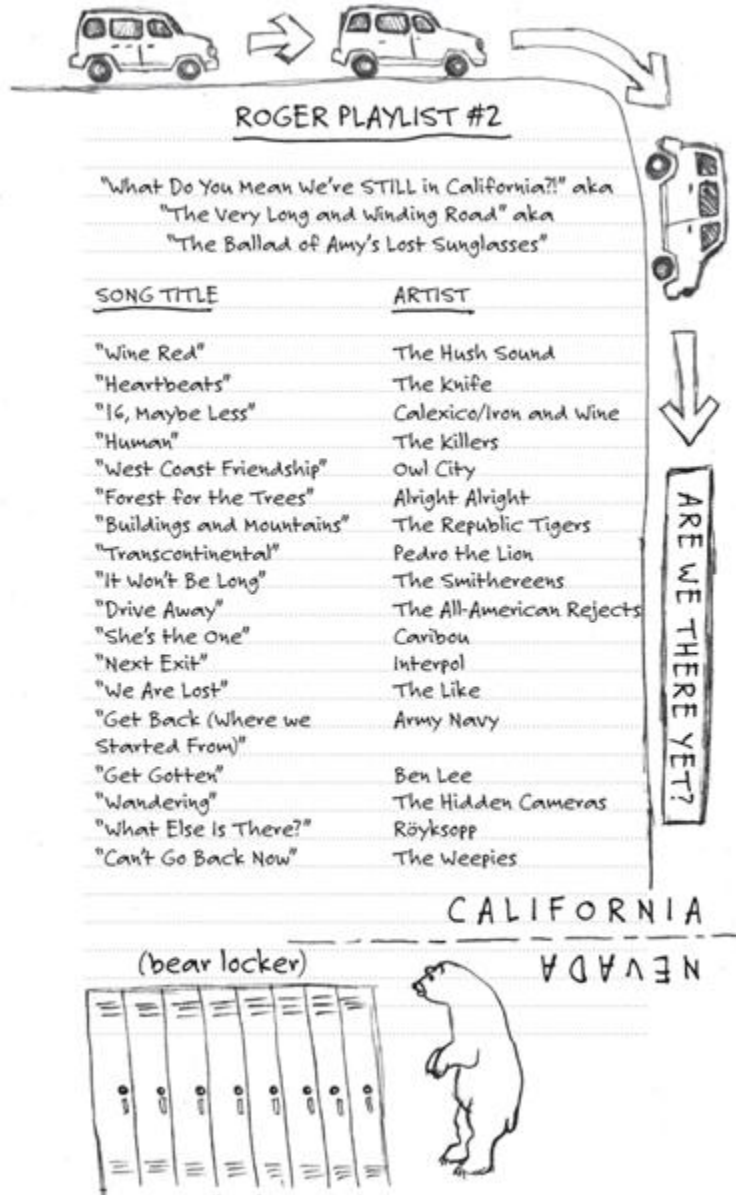 ROGER PLAYLIST #2
"What Do You Mean We're STILL in California?!" aka
"The Very Long and Winding Road" aka
"The Ballad of Amy's Lost Sunglasses"
SONG TITLE ARTIST
"Wine Red" The Hush Sound
"Heartbeats" The Knife
"16, Maybe Less" Calexico/Iron and Wine
"Human" The Killers
"West Coast Friendship" Owl City
"Forest for the Trees" Alright Alright
"Buildings and Mountains" The Republic Tigers
"Transcontinental" Pedro the Lion
"It Won't Be Long" The Smithereens
"Drive Away" The All-American Rejects
"She's the One" Caribou
"Next Exit" Interpol
"We Are Lost" The Like
"Get Back (Where we Army Navy
Started From)"
"Get Gotten" Ben Lee
"Wandering" The Hidden Cameras
"What Else Is There?" Röyksopp
"Can't Go Back Now" The Weepies
ARE WE THERE YET?
CALIFORNIA
NEVADA
(bear locker)